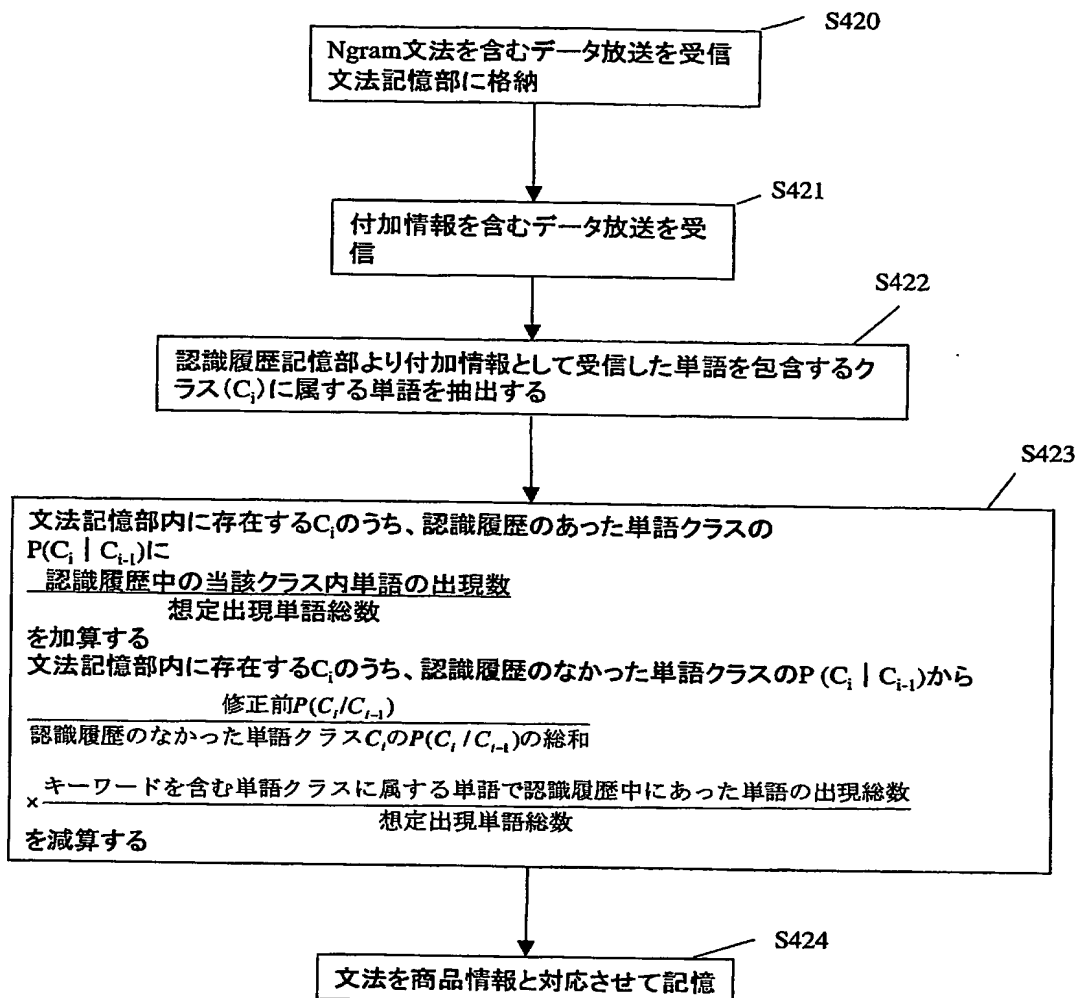 S420
Ngram文法を含むデータ放送を受信
文法記憶部に格納
S421
付加情報を含むデータ放送を受
信
S422
認識履歴記憶部より付加情報として受信した単語を包含するク
ラス(Ci)に属する単語を抽出する
S423
文法記憶部内に存在するCiのうち、認識履歴のあった単語クラスの
P(Ci | Ci-1)に
認識履歴中の当該クラス内単語の出現数
想定出現単語総数
を加算する
文法記憶部内に存在するCiのうち、認識履歴のなかった単語クラスのP (Ci | Ci-1)から
修正前P(Ci/Ci-1)
認識履歴のなかった単語クラスCiのP(Ci /Ci-1)の総和
×キーワードを含む単語クラスに属する単語で認識履歴中にあった単語の出現総数
想定出現単語総数
を減算する
S424
文法を商品情報と対応させて記憶